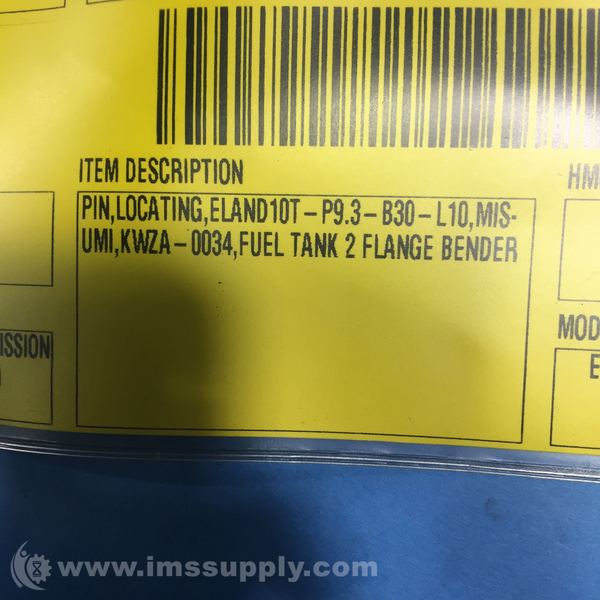 ITEM DESCRIPTION
HM
PIN,LOCATING,ELAND10T-P9.3-B30-L10,MIS-
UMI,KWZA-0034,FUEL TANK 2 FLANGE BENDER
ISSION
MOD
E
www.imssupply.com